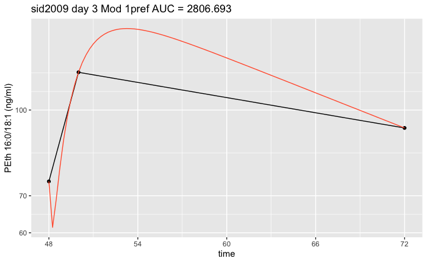 sid2009 day 3 Mod 1pref AUC = 2806.693
PEth 16:0/18:1 (ng/ml)
100
70
60
48
54
60
66
72
time